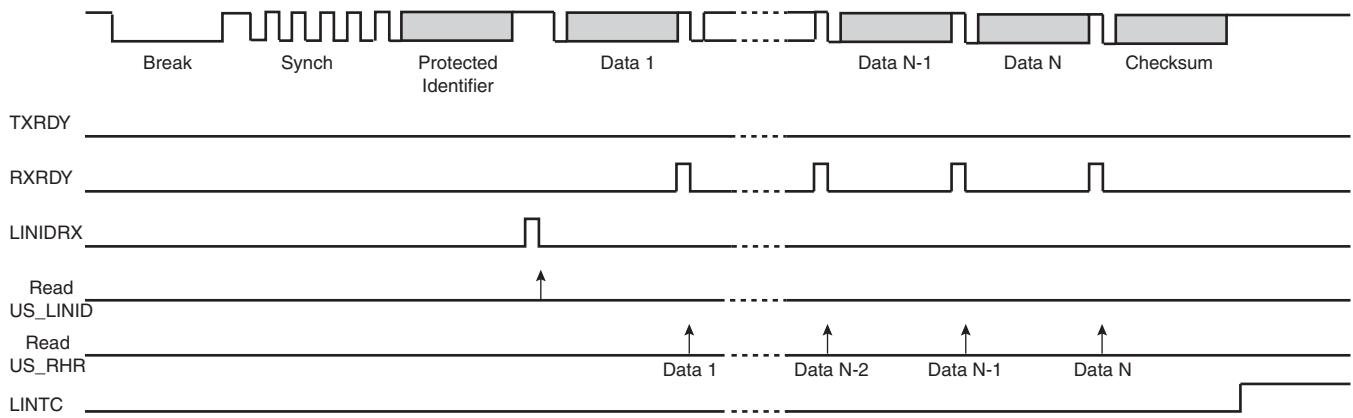 Break Synch Protected Data 1 Data N-1 Data N Checksum
Identifier
TXRDY
RXRDY
LINIDRX
Read
US_LINID
Read
US_RHR
Data 1 Data N-2 Data N-1 Data N
LINTC